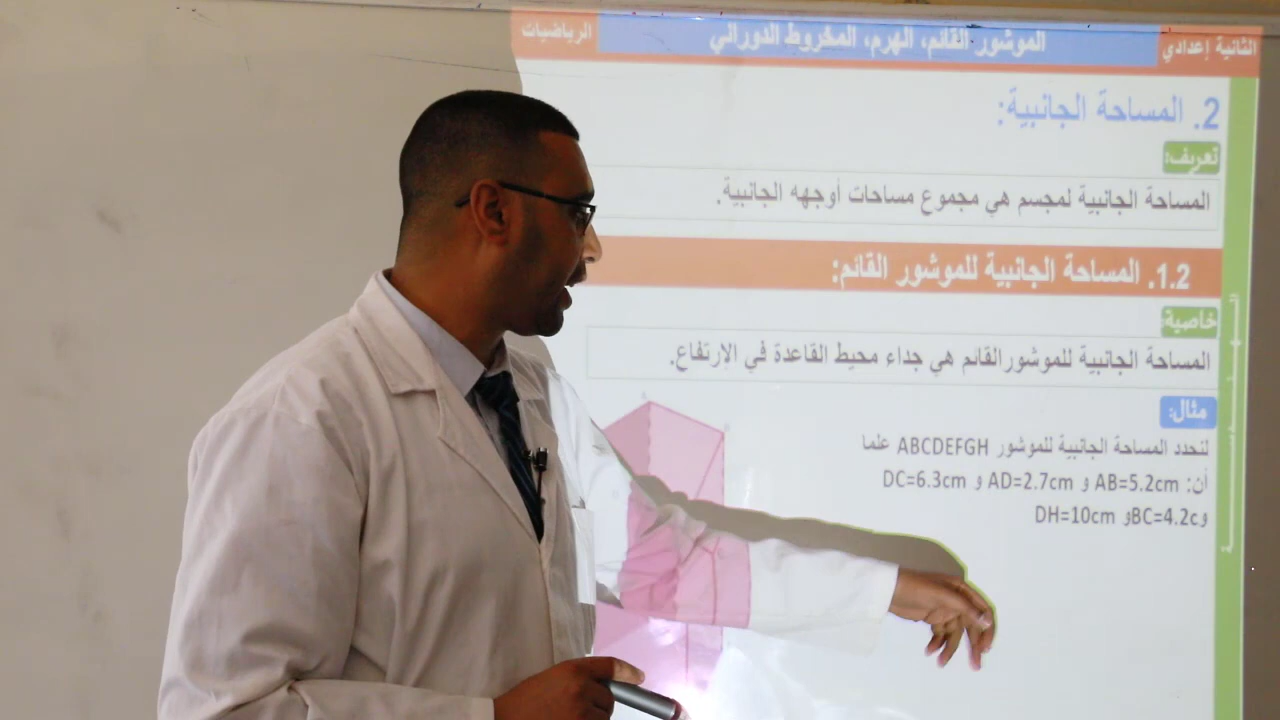 الثانية إعدادي
الموشور القائم، الهرم، المخروط الدوراني
الرياضيات
2. المساحة الجانبية:
تعريف:
المساحة الجانبية لمجسم هي مجموع مساحات أوجهه الجانبية.
1.2. المساحة الجانبية للموشور القائم:
خاصية:
المساحة الجانبية للموشورالقائم هي جداء محيط القاعدة في الإرتفاع.
مثال:
لنحدد المساحة الجانبية للموشور ABCDEFGH علما
أن: AB=5.2cm و AD=2.7cm و DC=6.3cm
وBC=4.2c وDH=10cm